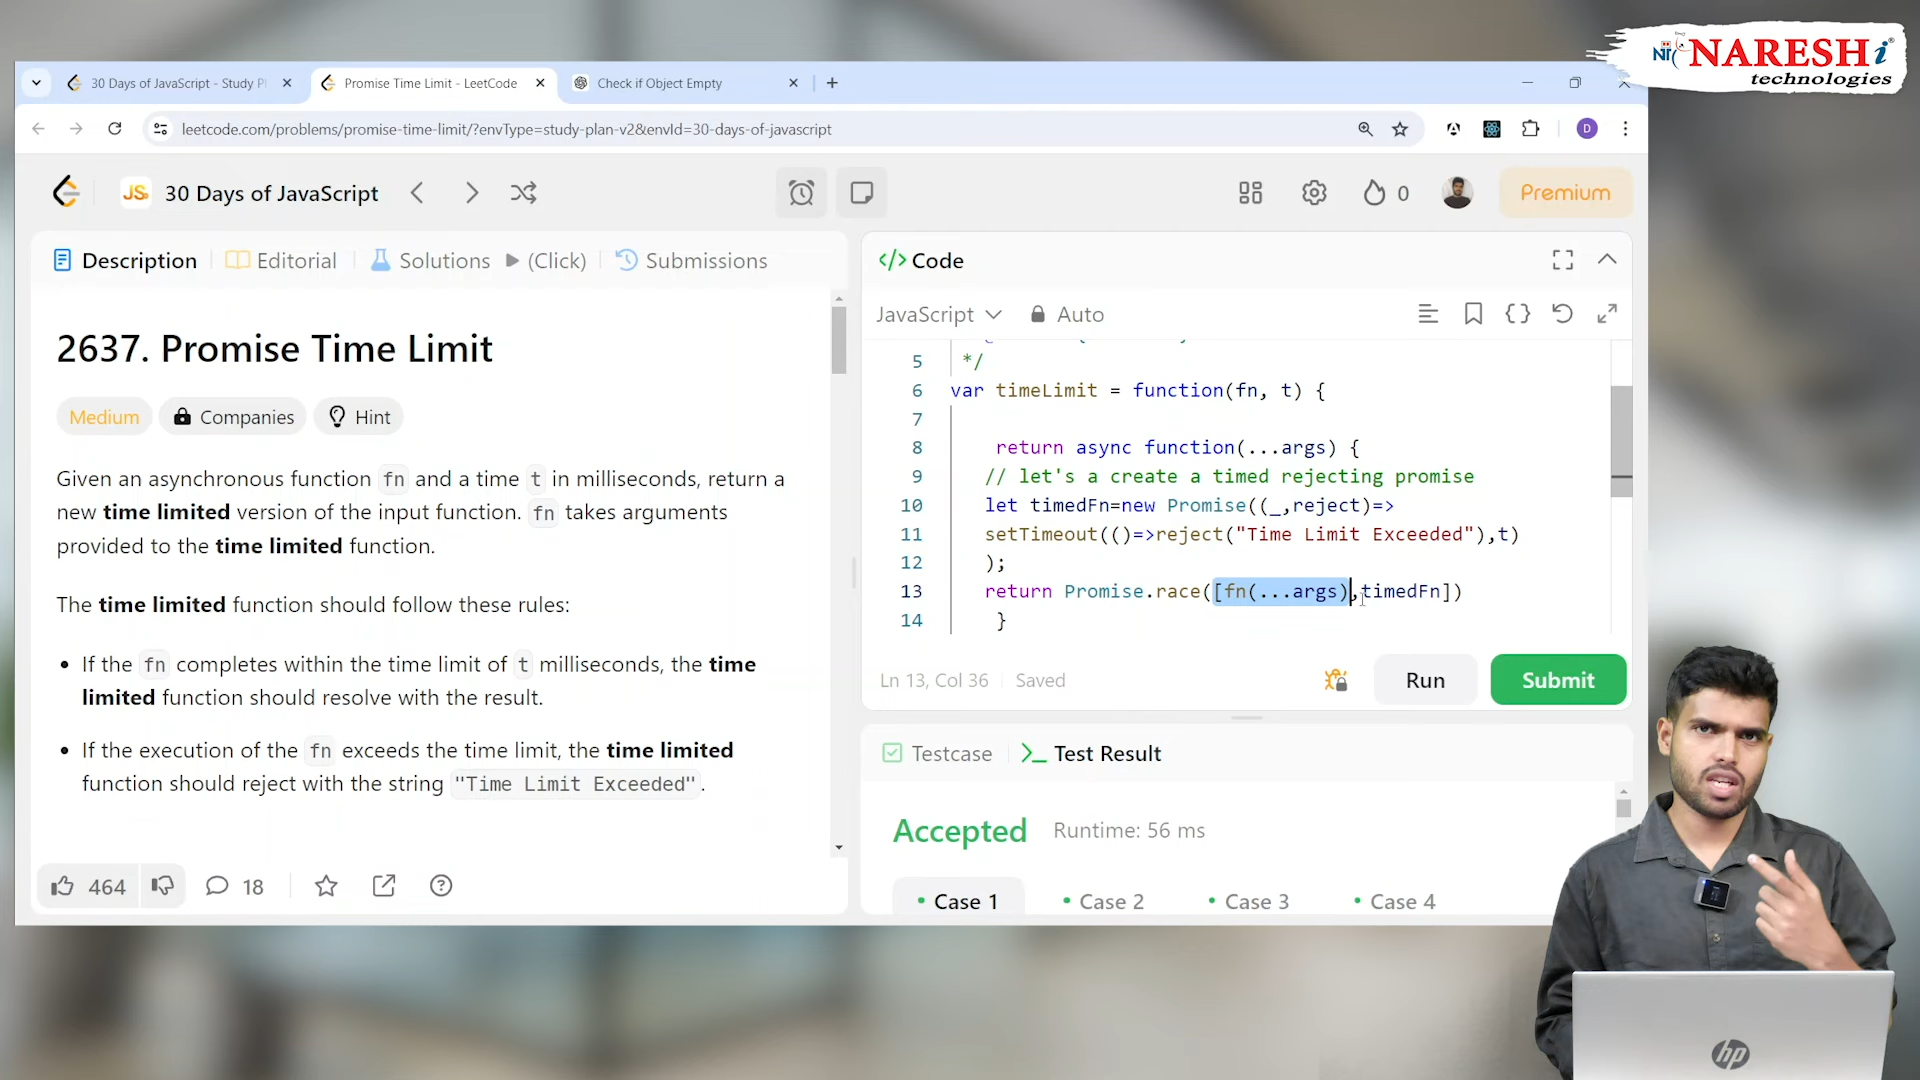 NARESH i
technologies
30 Days of JavaScript - Study Pl
Promise Time Limit - LeetCode
Check if Object Empty
leetcode.com/problems/promise-time-limit/?envType=study-plan-v2&envId=30-days-of-javascript
D
JS
30 Days of JavaScript
0
Premium
Description
Editorial
Solutions
(Click)
Submissions
2637. Promise Time Limit
Medium
Companies
Hint
Given an asynchronous function fn and a time t in milliseconds, return a
new time limited version of the input function. fn takes arguments
provided to the time limited function.
The time limited function should follow these rules:
• If the fn completes within the time limit of t milliseconds, the time
limited function should resolve with the result.
• If the execution of the fn exceeds the time limit, the time limited
function should reject with the string "Time Limit Exceeded".
464
18
</> Code
JavaScript
Auto
5 */
6 var timeLimit = function(fn, t) {
7
8 return async function(...args) {
9 // let's a create a timed rejecting promise
10 let timedFn=new Promise((_,reject)=>
11 setTimeout(()=>reject("Time Limit Exceeded"),t)
12 );
13 return Promise.race([fn(...args),timedFn])
14 }
Ln 13, Col 36
Saved
Run
Submit
Testcase
>_ Test Result
Accepted
Runtime: 56 ms
• Case 1
• Case 2
• Case 3
• Case 4
hp